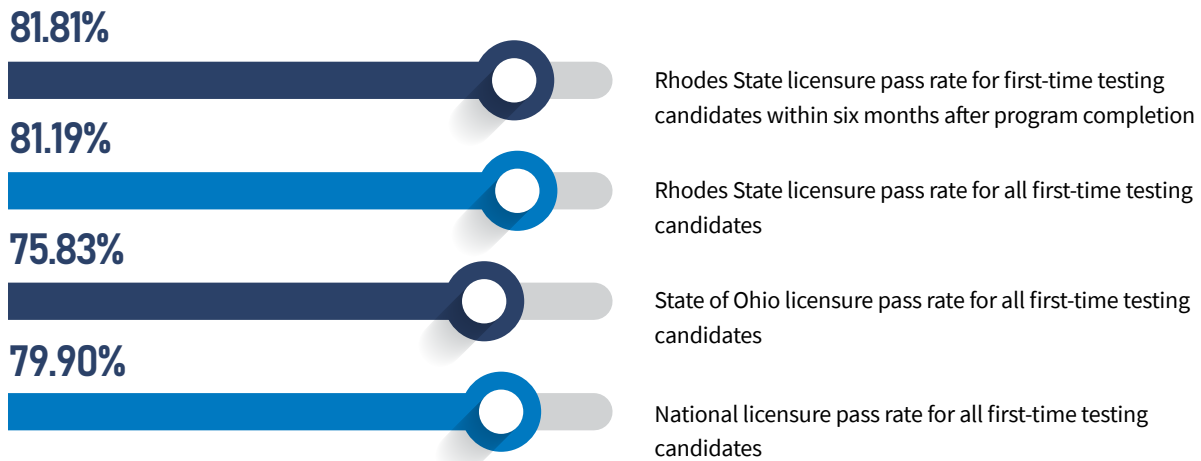 81.81%
Rhodes State licensure pass rate for first-time testing
candidates within six months after program completion
81.19%
Rhodes State licensure pass rate for all first-time testing
candidates
75.83%
State of Ohio licensure pass rate for all first-time testing
candidates
79.90%
National licensure pass rate for all first-time testing
candidates